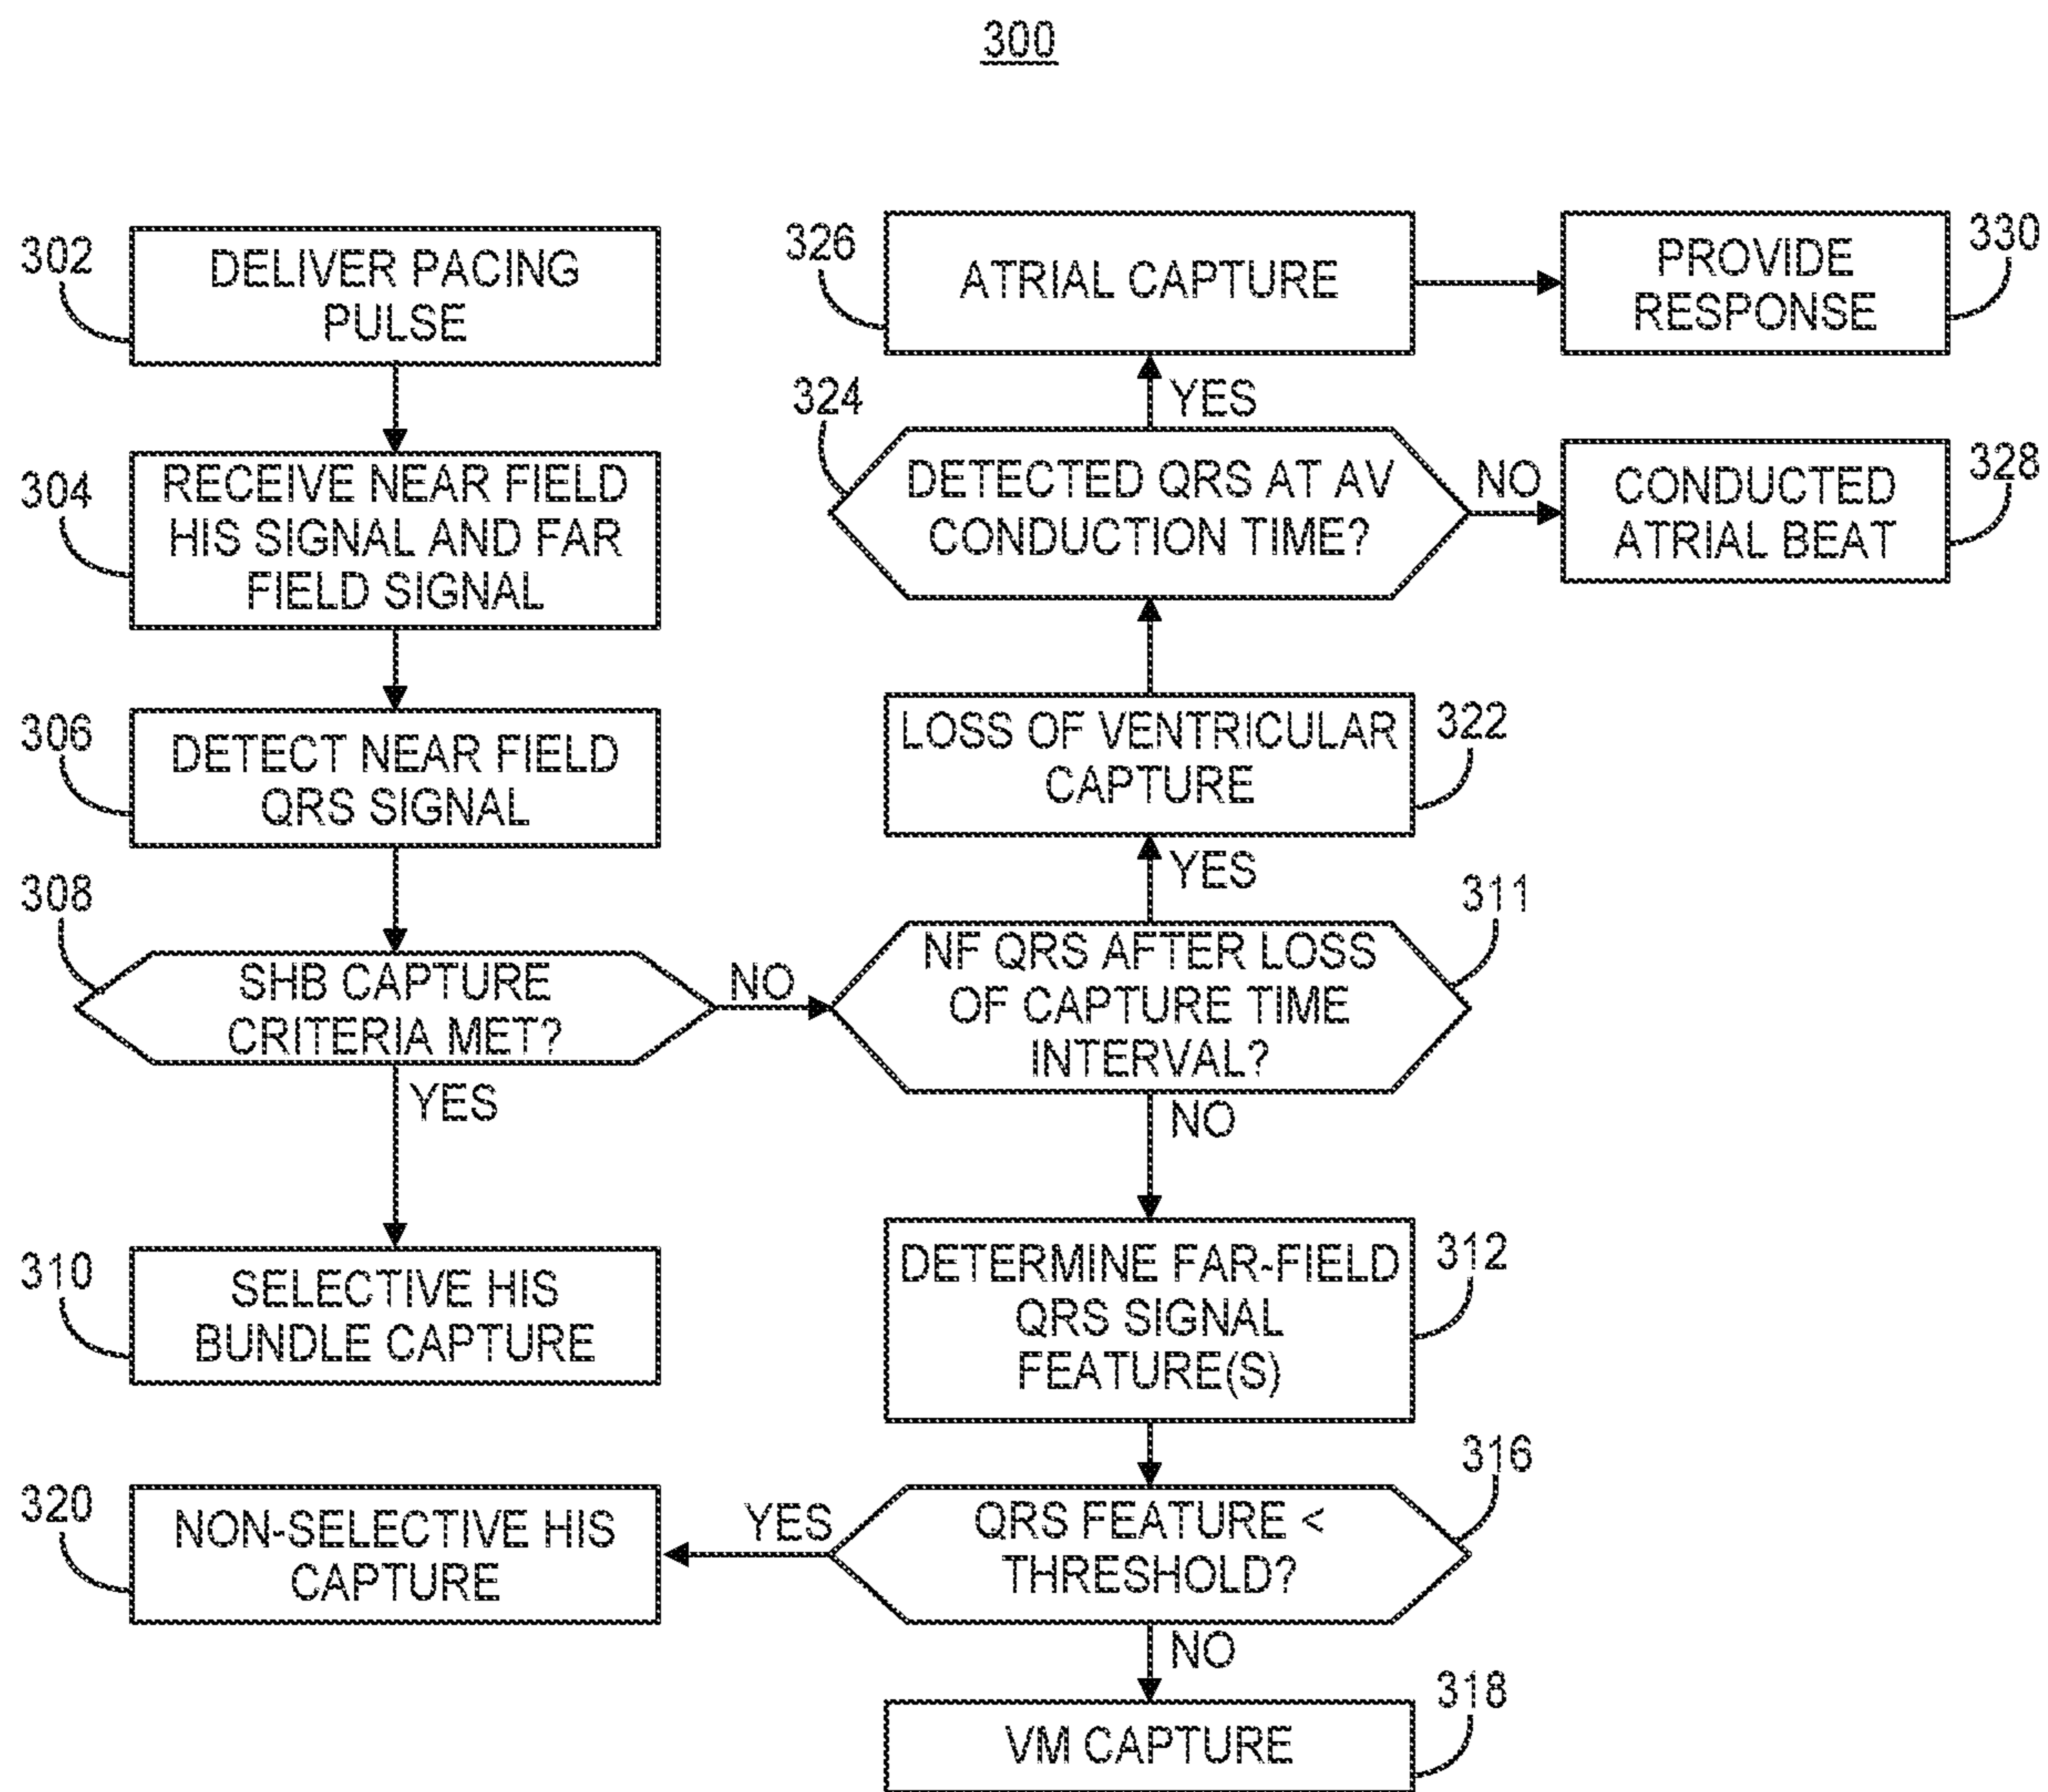 300
302
DELIVER PACING
PULSE
304
RECEIVE NEAR FIELD
HIS SIGNAL AND FAR
FIELD SIGNAL
306
DETECT NEAR FIELD
QRS SIGNAL
308
SHB CAPTURE
CRITERIA MET?
NO
YES
310
SELECTIVE HIS
BUNDLE CAPTURE
326
ATRIAL CAPTURE
330
PROVIDE
RESPONSE
YES
324
DETECTED QRS AT AV
CONDUCTION TIME?
NO
328
CONDUCTED
ATRIAL BEAT
322
LOSS OF VENTRICULAR
CAPTURE
YES
311
NF QRS AFTER LOSS
OF CAPTURE TIME
INTERVAL?
NO
312
DETERMINE FAR-FIELD
QRS SIGNAL
FEATURE(S)
316
QRS FEATURE <
THRESHOLD?
YES
320
NON-SELECTIVE HIS
CAPTURE
NO
318
VM CAPTURE